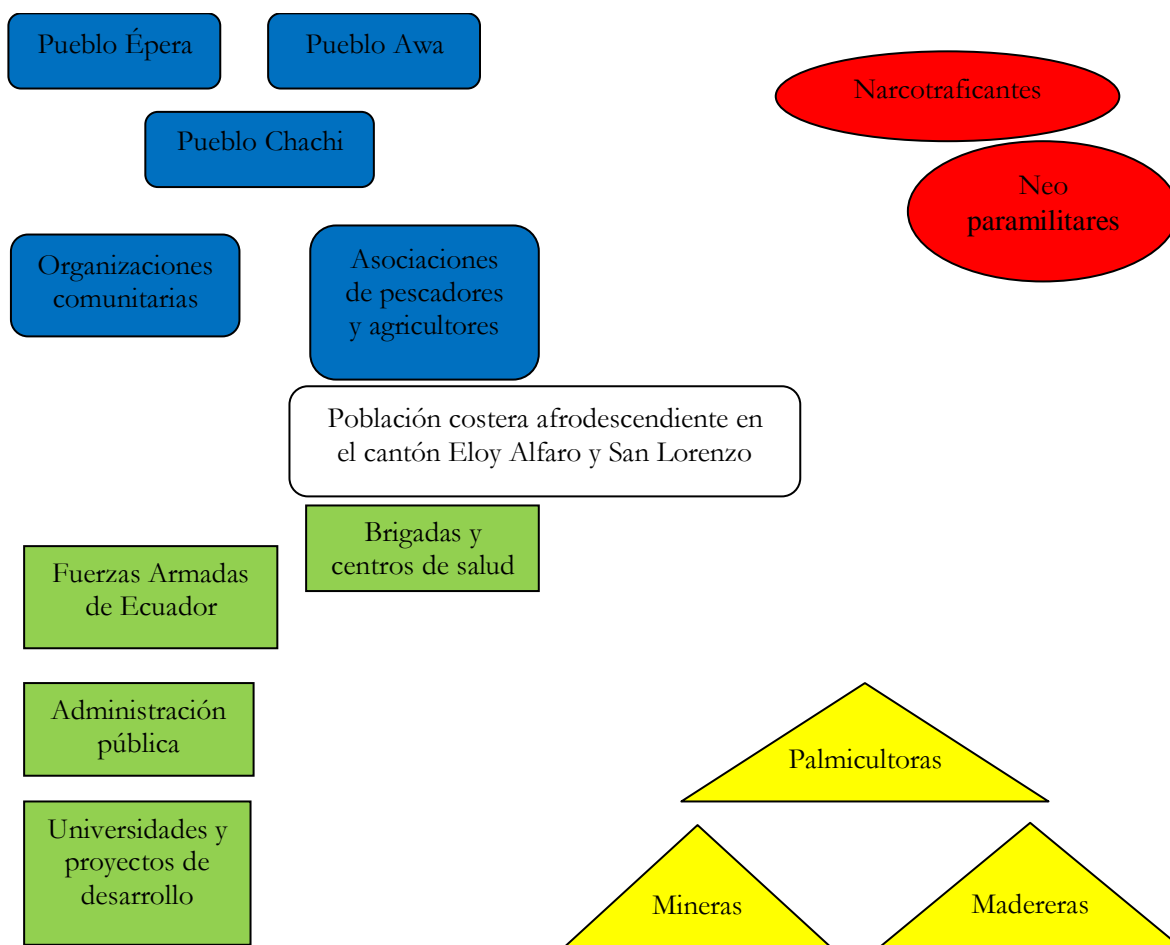 Pueblo Épera
Pueblo Awa
Narcotraficantes
Pueblo Chachi
Neo
paramilitares
Organizaciones
comunitarias
Asociaciones
de pescadores
y agricultores
Población costera afrodescendiente en
el cantón Eloy Alfaro y San Lorenzo
Brigadas y
centros de salud
Fuerzas Armadas
de Ecuador
Administración
pública
Palmicultoras
Universidades y
proyectos de
desarrollo
Mineras
Madereras